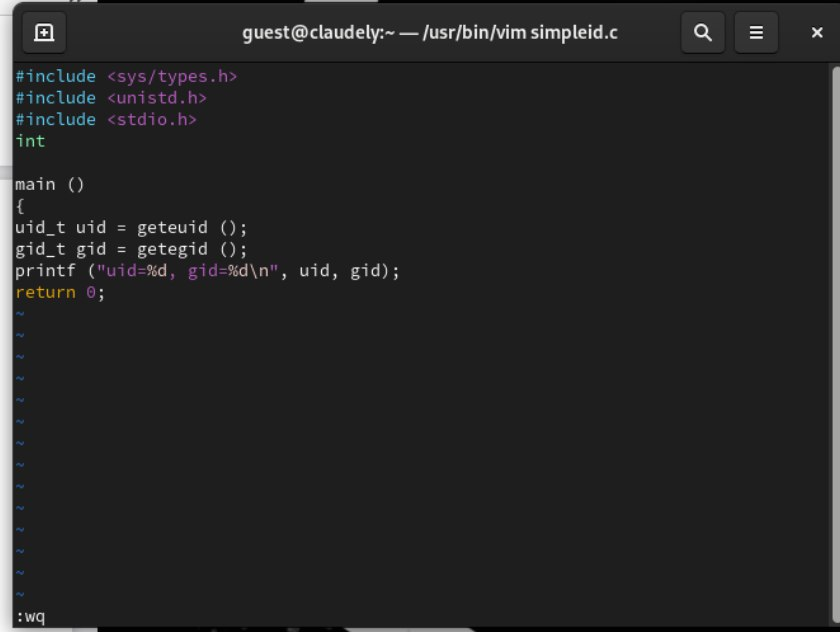 guest@claudely:~ — /usr/bin/vim simpleid.c
#include <sys/types.h>
#include <unistd.h>
#include <stdio.h>
int
main ()
{
uid_t uid = geteuid ();
gid_t gid = getegid ();
printf ("uid=%d, gid=%d\n", uid, gid);
return 0;
~
~
~
~
~
~
~
~
~
~
~
~
~
~
:wq